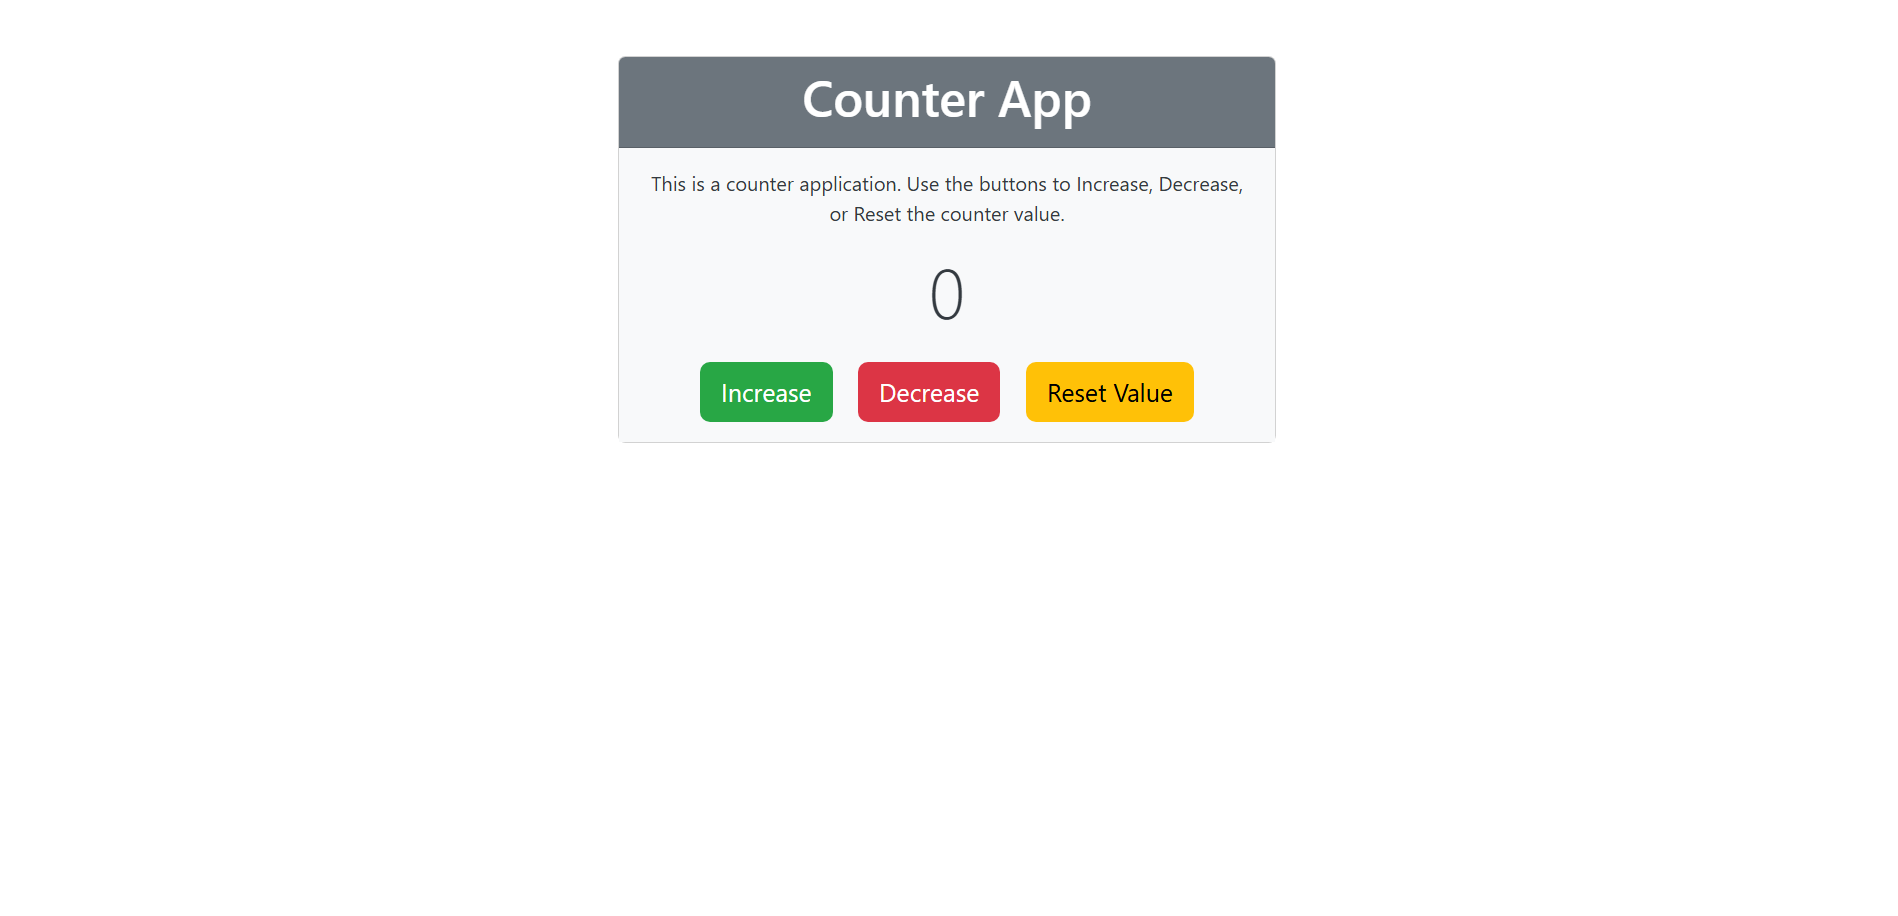 Counter App
This is a counter application. Use the buttons to Increase, Decrease,
or Reset the counter value.
0
Increase Decrease Reset Value